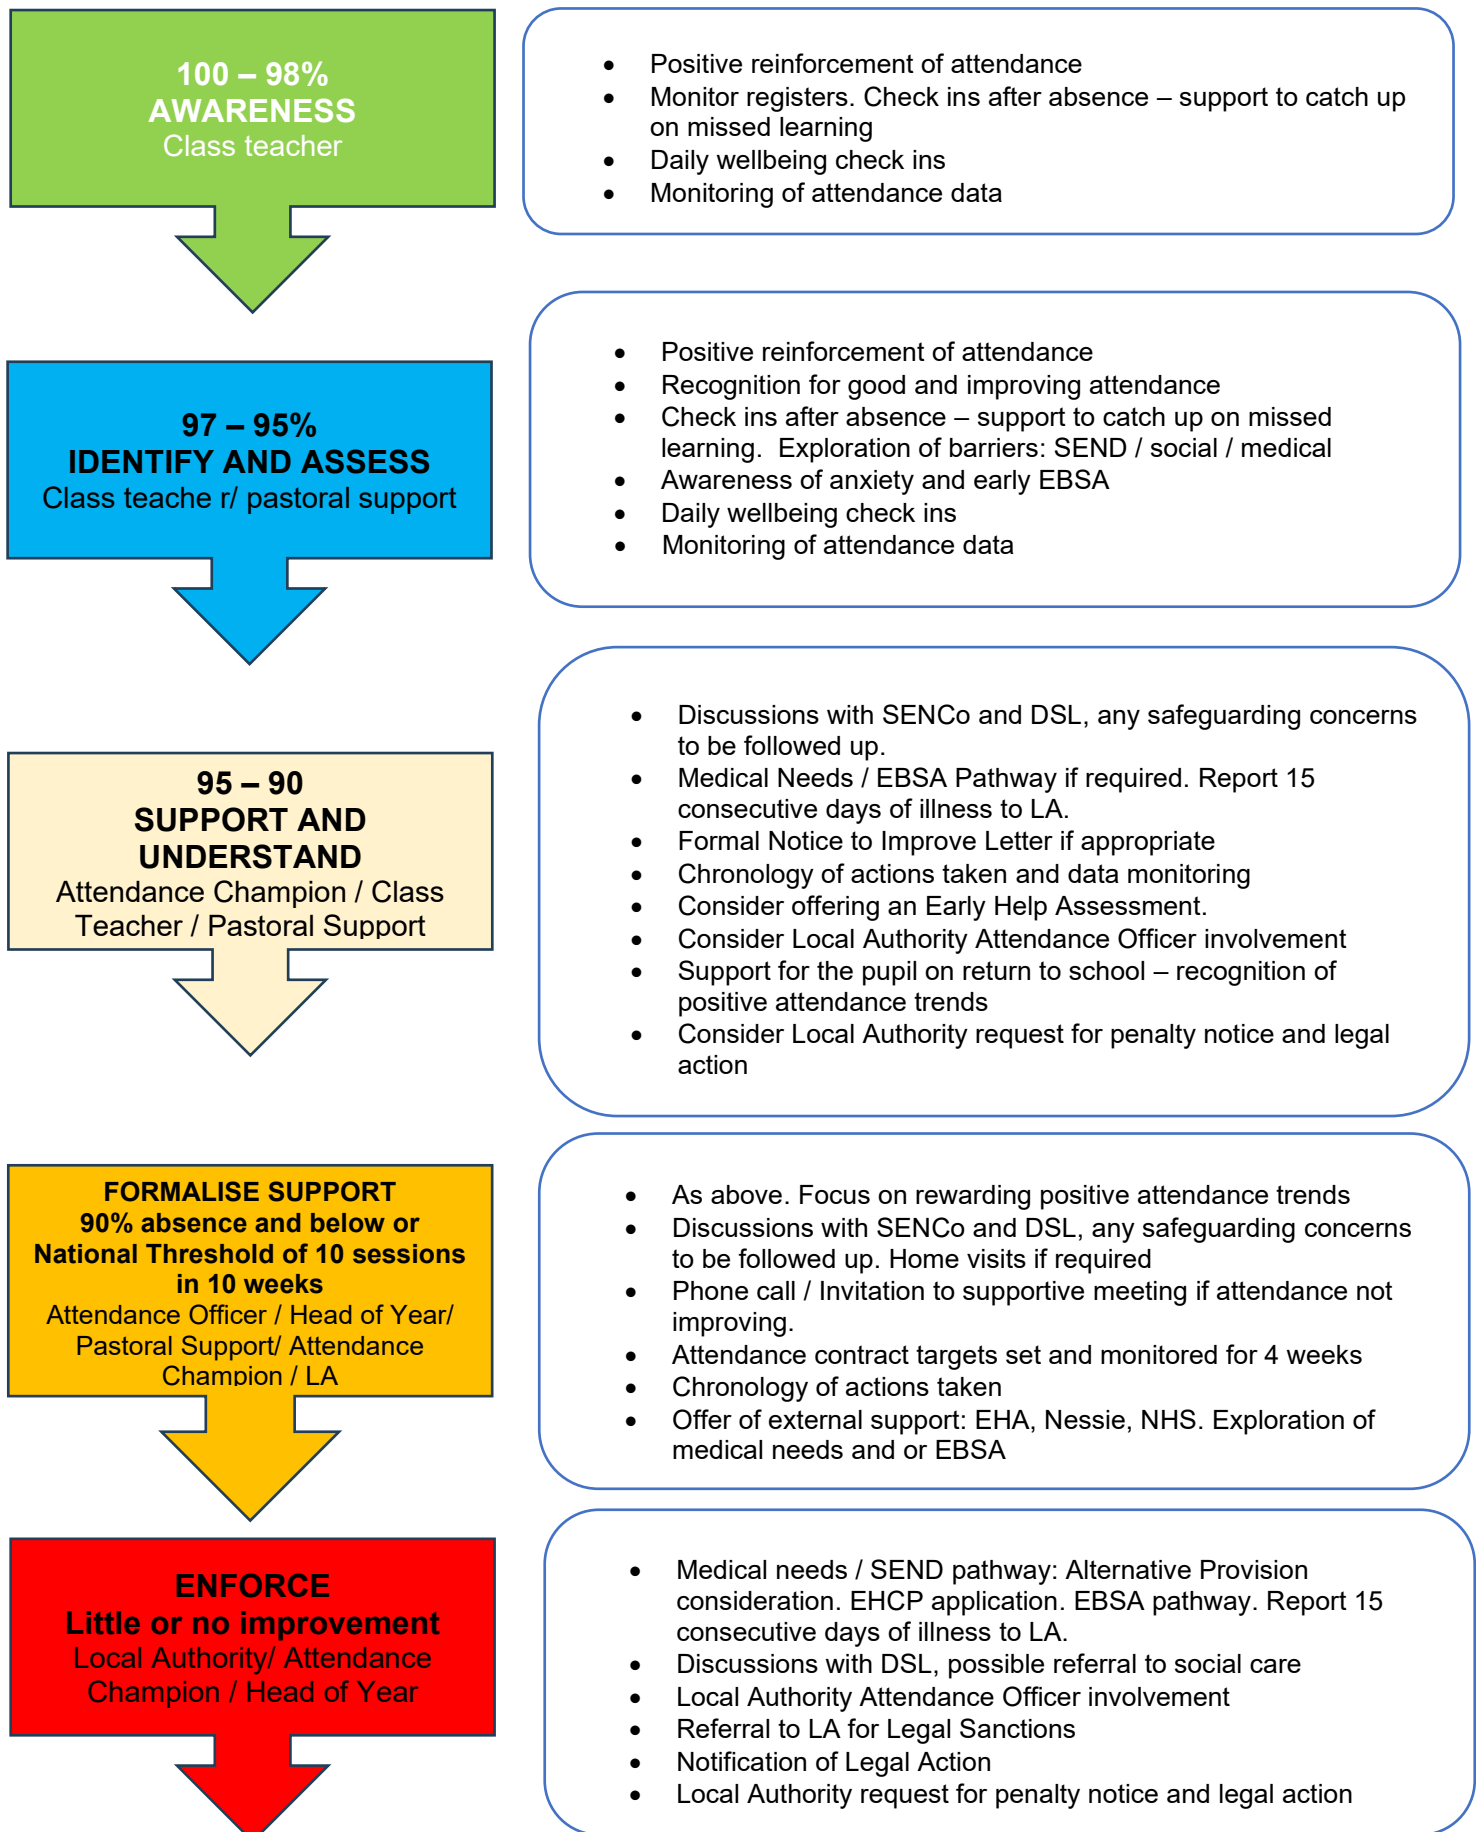 100 – 98%
AWARENESS
Class teacher
• Positive reinforcement of attendance
• Monitor registers. Check ins after absence – support to catch up
on missed learning
• Daily wellbeing check ins
• Monitoring of attendance data
97 – 95%
IDENTIFY AND ASSESS
Class teache r/ pastoral support
• Positive reinforcement of attendance
• Recognition for good and improving attendance
• Check ins after absence – support to catch up on missed
learning.  Exploration of barriers: SEND / social / medical
• Awareness of anxiety and early EBSA
• Daily wellbeing check ins
• Monitoring of attendance data
95 – 90
SUPPORT AND
UNDERSTAND
Attendance Champion / Class
Teacher / Pastoral Support
• Discussions with SENCo and DSL, any safeguarding concerns
to be followed up.
• Medical Needs / EBSA Pathway if required. Report 15
consecutive days of illness to LA.
• Formal Notice to Improve Letter if appropriate
• Chronology of actions taken and data monitoring
• Consider offering an Early Help Assessment.
• Consider Local Authority Attendance Officer involvement
• Support for the pupil on return to school – recognition of
positive attendance trends
• Consider Local Authority request for penalty notice and legal
action
FORMALISE SUPPORT
90% absence and below or
National Threshold of 10 sessions
in 10 weeks
Attendance Officer / Head of Year/
Pastoral Support/ Attendance
Champion / LA
• As above. Focus on rewarding positive attendance trends
• Discussions with SENCo and DSL, any safeguarding concerns
to be followed up. Home visits if required
• Phone call / Invitation to supportive meeting if attendance not
improving.
• Attendance contract targets set and monitored for 4 weeks
• Chronology of actions taken
• Offer of external support: EHA, Nessie, NHS. Exploration of
medical needs and or EBSA
ENFORCE
Little or no improvement
Local Authority/ Attendance
Champion / Head of Year
• Medical needs / SEND pathway: Alternative Provision
consideration. EHCP application. EBSA pathway. Report 15
consecutive days of illness to LA.
• Discussions with DSL, possible referral to social care
• Local Authority Attendance Officer involvement
• Referral to LA for Legal Sanctions
• Notification of Legal Action
• Local Authority request for penalty notice and legal action